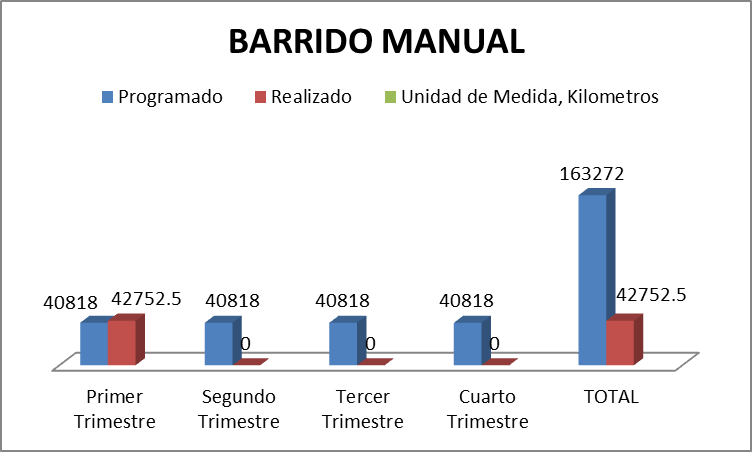 BARRIDO MANUAL
Programado Realizado Unidad de Medida, Kilometros
163272
40818 42752.5 40818 40818 40818 42752.5
0 0 0
Primer Segundo Tercer Cuarto TOTAL
Trimestre Trimestre Trimestre Trimestre